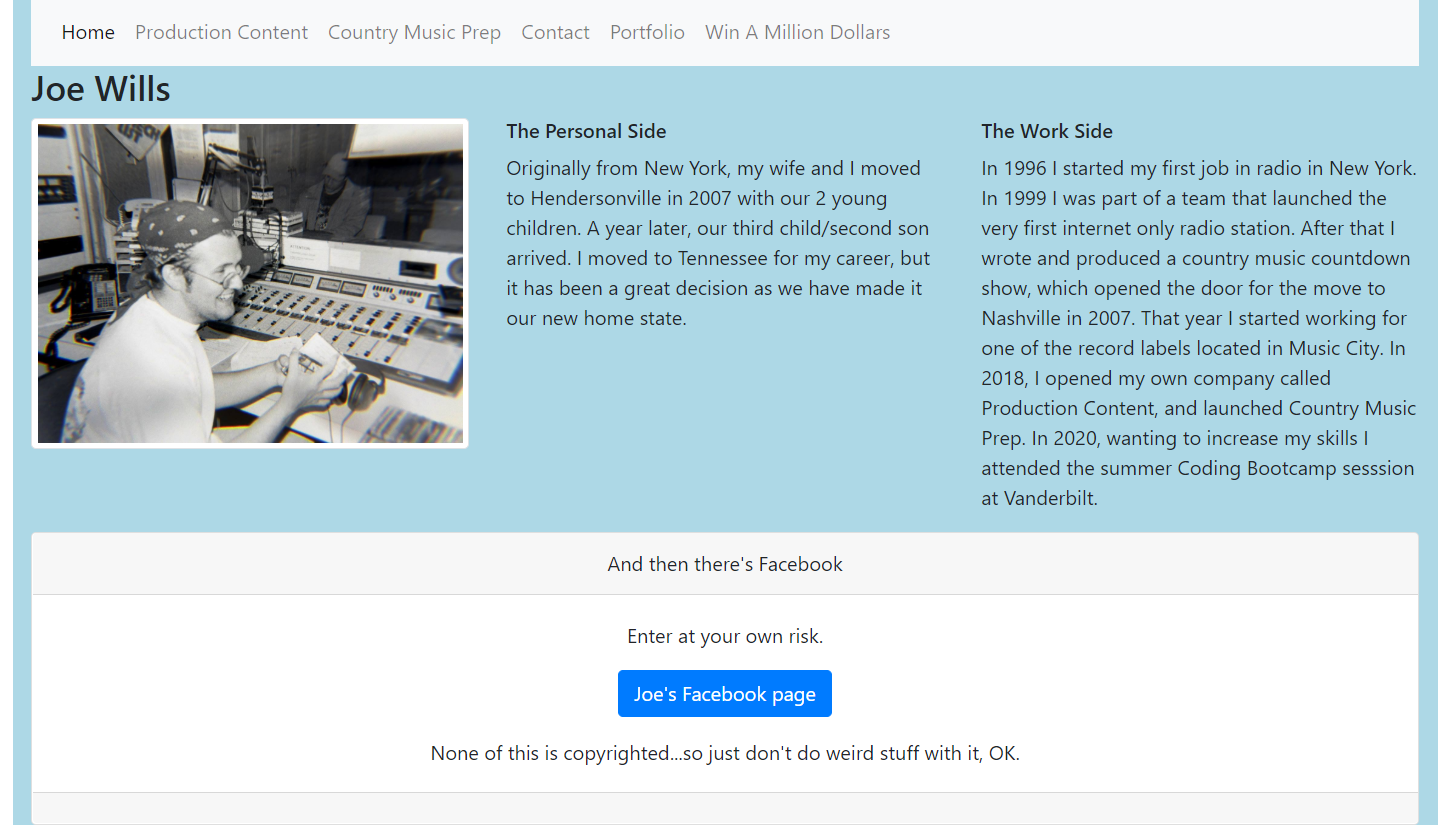 Home Production Content Country Music Prep Contact Portfolio Win A Million Dollars
Joe Wills
The Personal Side
Originally from New York, my wife and I moved
to Hendersonville in 2007 with our 2 young
children. A year later, our third child/second son
arrived. I moved to Tennessee for my career, but
it has been a great decision as we have made it
our new home state.
The Work Side
In 1996 I started my first job in radio in New York.
In 1999 I was part of a team that launched the
very first internet only radio station. After that I
wrote and produced a country music countdown
show, which opened the door for the move to
Nashville in 2007. That year I started working for
one of the record labels located in Music City. In
2018, I opened my own company called
Production Content, and launched Country Music
Prep. In 2020, wanting to increase my skills I
attended the summer Coding Bootcamp sesssion
at Vanderbilt.
And then there's Facebook
Enter at your own risk.
Joe's Facebook page
None of this is copyrighted...so just don't do weird stuff with it, OK.